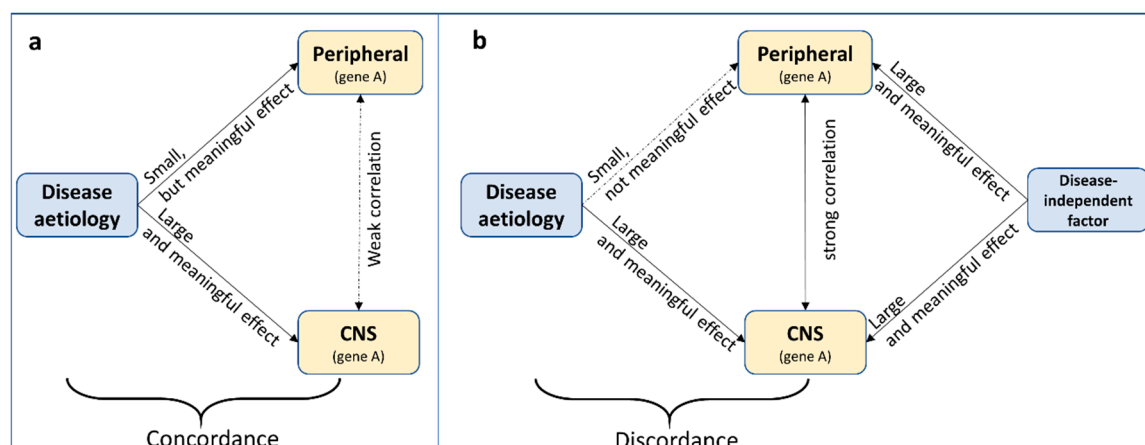 a
Peripheral
(gene A)
Small,
but meaningful effect
Disease
aetiology
Weak correlation
Large
and meaningful effect
CNS
(gene A)
Concordance
b
Peripheral
(gene A)
Small,
not meaningful effect
Large
and meaningful effect
Disease
aetiology
strong correlation
Disease-
independent
factor
Large
and meaningful effect
Large
and meaningful effect
CNS
(gene A)
Discordance